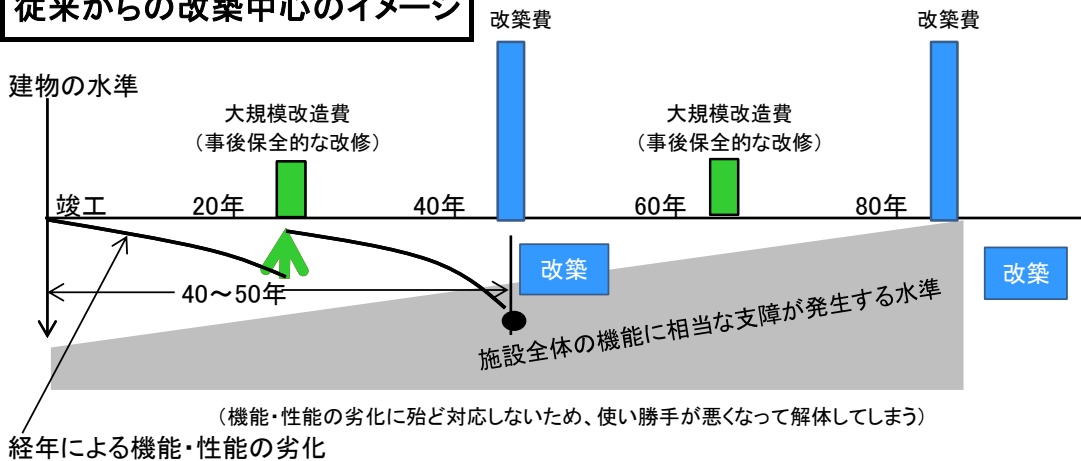 従来からの改築中心のイメージ
改築費
改築費
建物の水準
大規模改造費
（事後保全的な改修）
大規模改造費
（事後保全的な改修）
竣工
20年
40年
60年
80年
改築
改築
40～50年
施設全体の機能に相当な支障が発生する水準
（機能・性能の劣化に殆ど対応しないため、使い勝手が悪くなって解体してしまう）
経年による機能・性能の劣化